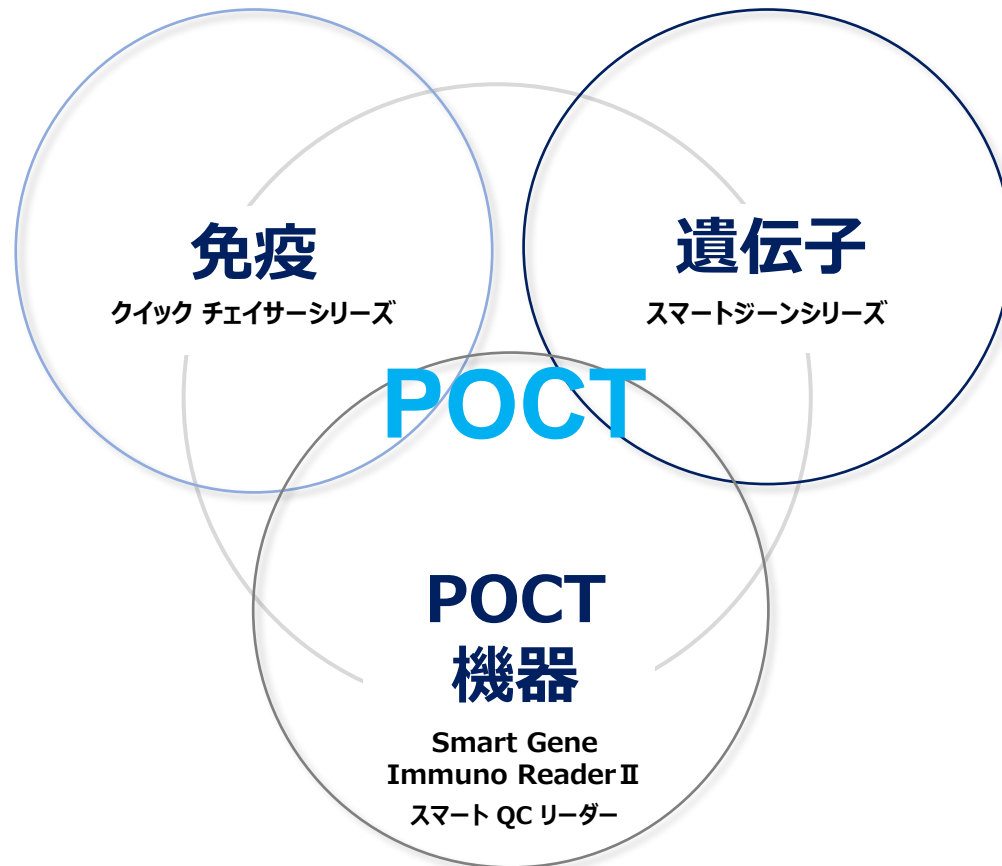 免疫
クイック チェイサーシリーズ
遺伝子
スマートジーンシリーズ
POCT
POCT
機器
Smart Gene
Immuno ReaderⅡ
スマート QC リーダー